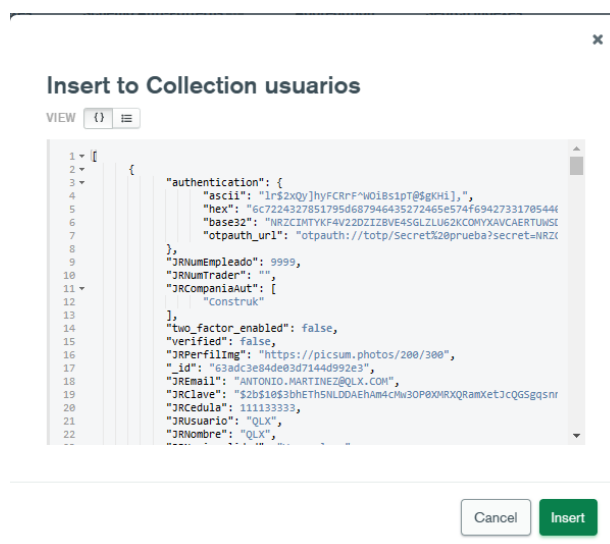 Insert to Collection usuarios
VIEW {}
1 [
2 {
3 "authentication": {
4 "ascii": "lr$2xQy]hyFCRrF^WOiBs1pT@$gKHi],",
5 "hex": "6c7224327851795d687946435272465e574f6942733170544
6 "base32": "NRZCIMTYKF4V22DZIZBVE4SGLZLU62KCOMYXAVCAERTUWSD
7 "otpauth_url": "otpauth://totp/Secret%20prueba?secret=NRZC
8 },
9 "JRNumEmpleado": 9999,
10 "JRNumTrader": "",
11 "JRCompaniaAut": [
12 "Construk"
13 ],
14 "two_factor_enabled": false,
15 "verified": false,
16 "JRPerfilImg": "https://picsum.photos/200/300",
17 "_id": "63adc3e84de03d7144d992e3",
18 "JREmail": "ANTONIO.MARTINEZ@QLX.COM",
19 "JRClave": "$2b$10$3bhETh5NLDDAEhAm4cMw3OP0XMRXQRamXetJcQGSgqsnr
20 "JRCedula": 111133333,
21 "JRUsuario": "QLX",
22 "JRNombre": "QLX",
Cancel Insert